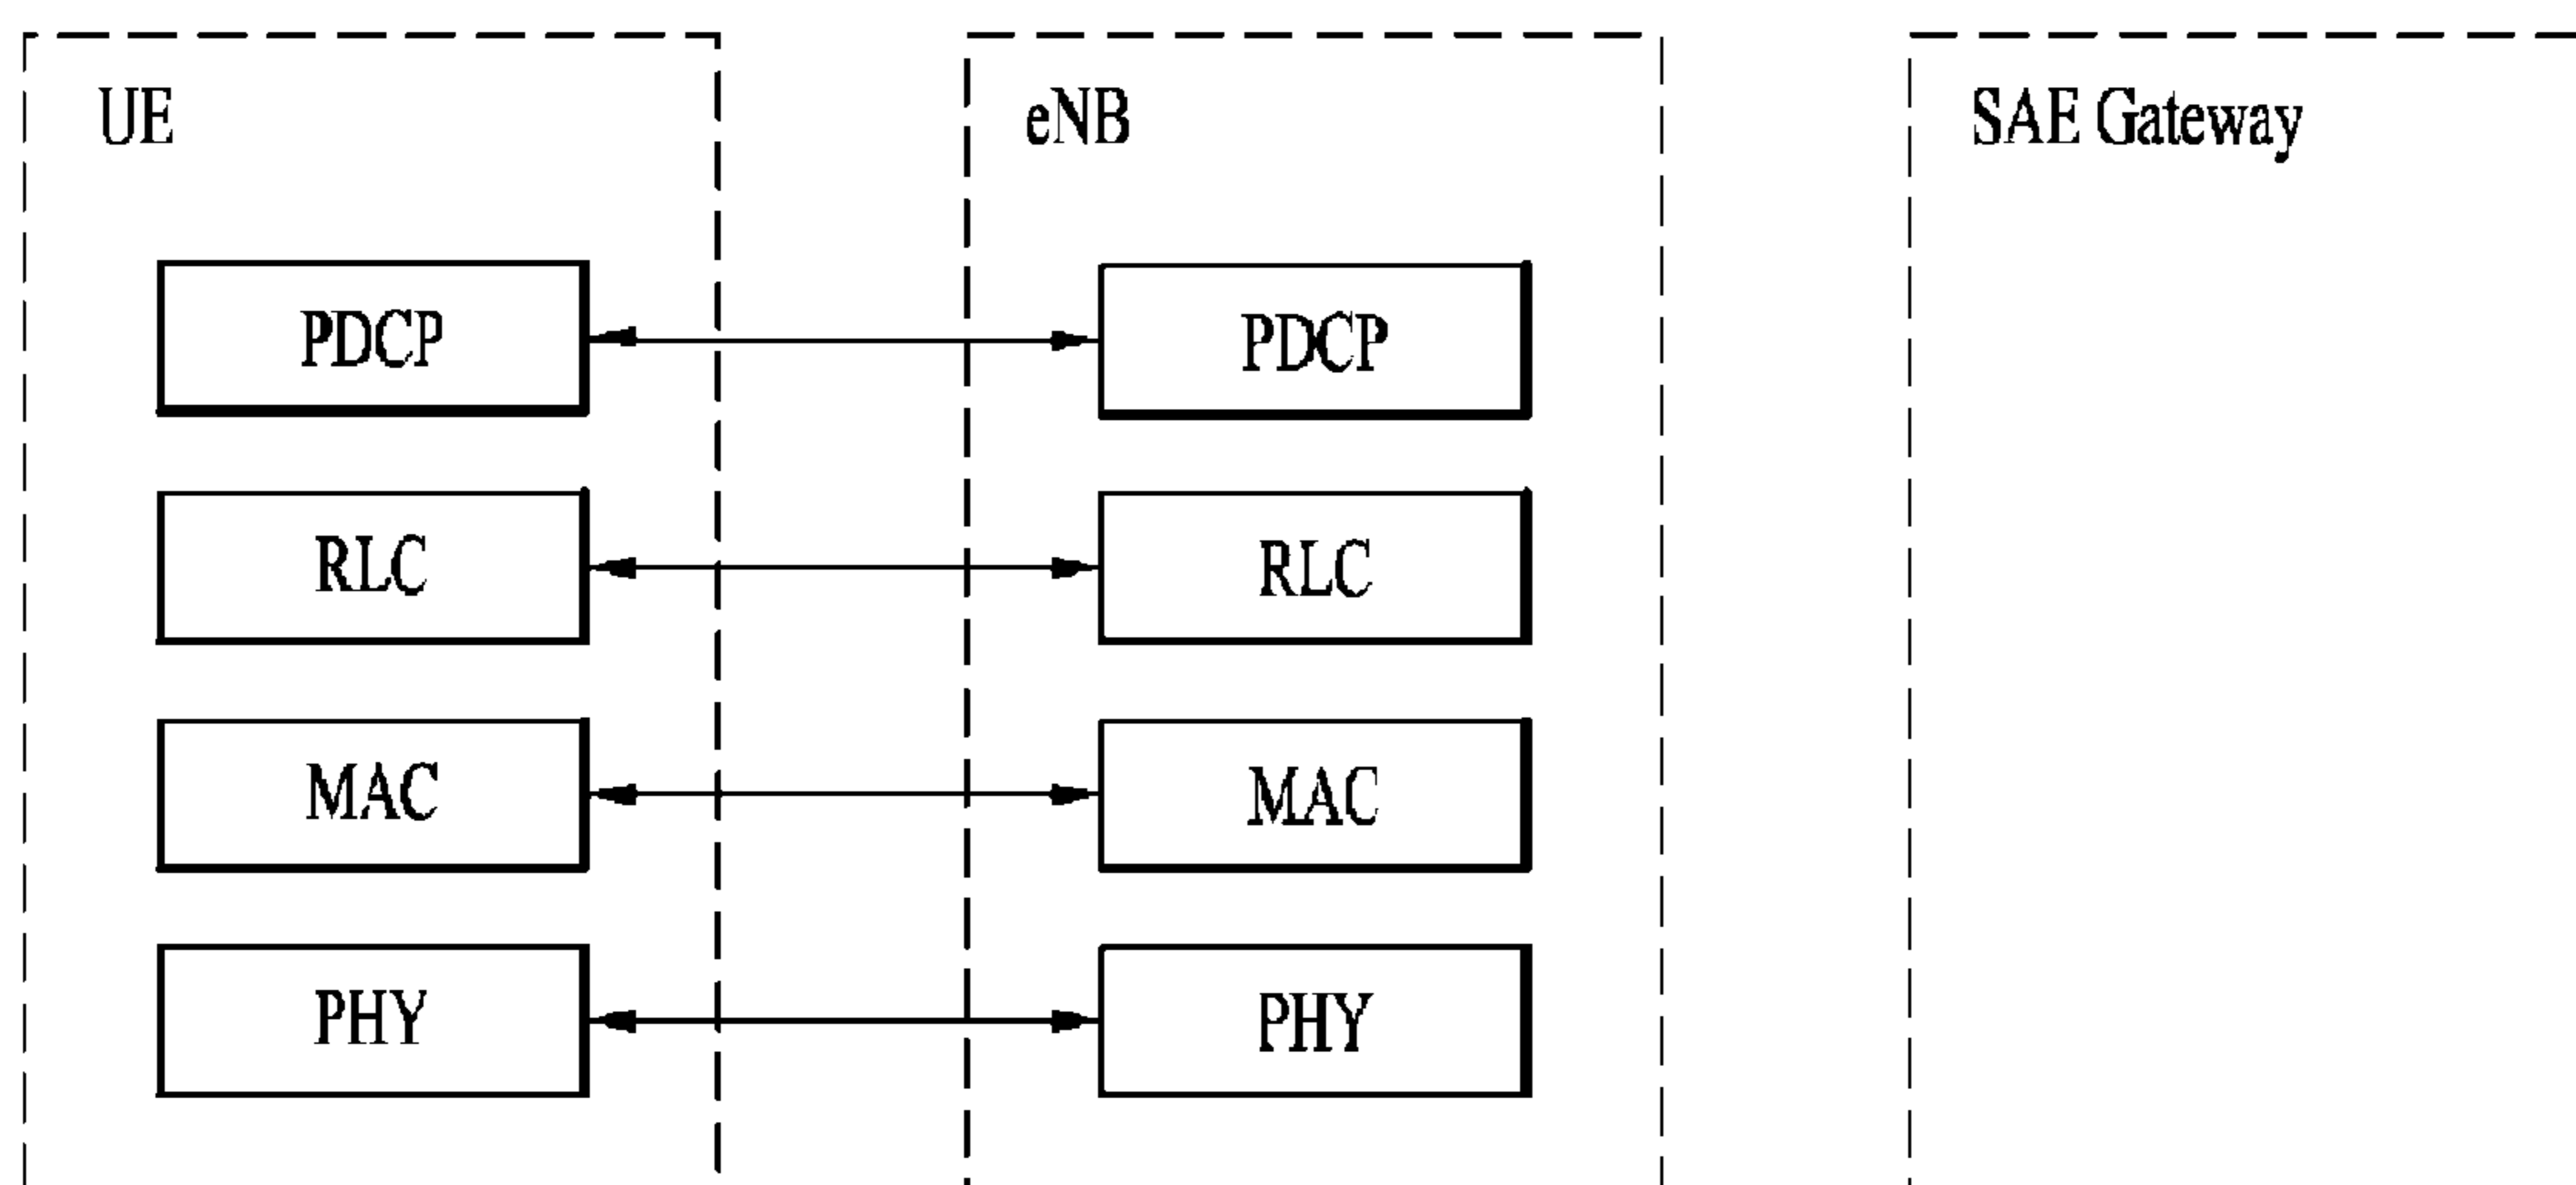 UE
eNB
SAE Gateway
PDCP
PDCP
RLC
RLC
MAC
MAC
PHY
PHY